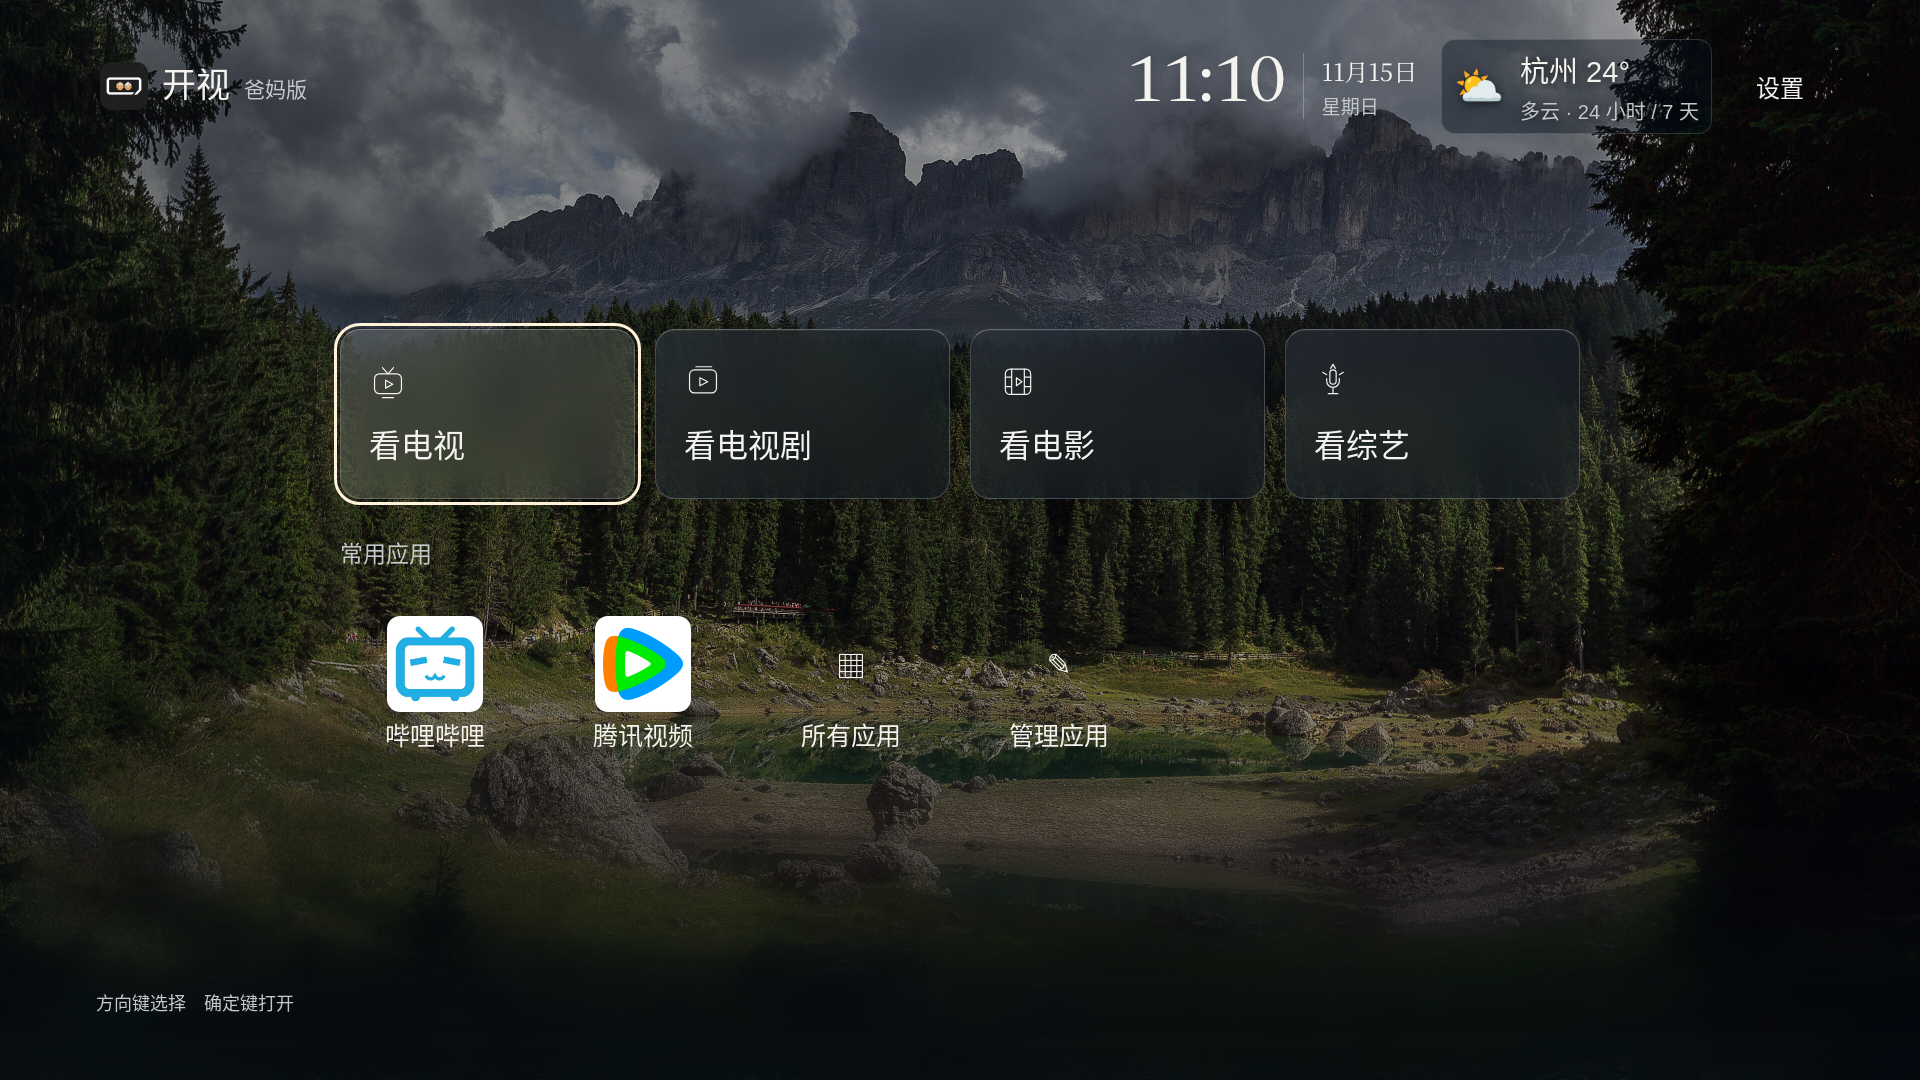 开视 爸妈版
11:10
11月15日
星期日
杭州 24°
多云 · 24 小时 / 7 天
设置
看电视
看电视剧
看电影
看综艺
常用应用
哔哩哔哩
腾讯视频
所有应用
管理应用
方向键选择 确定键打开